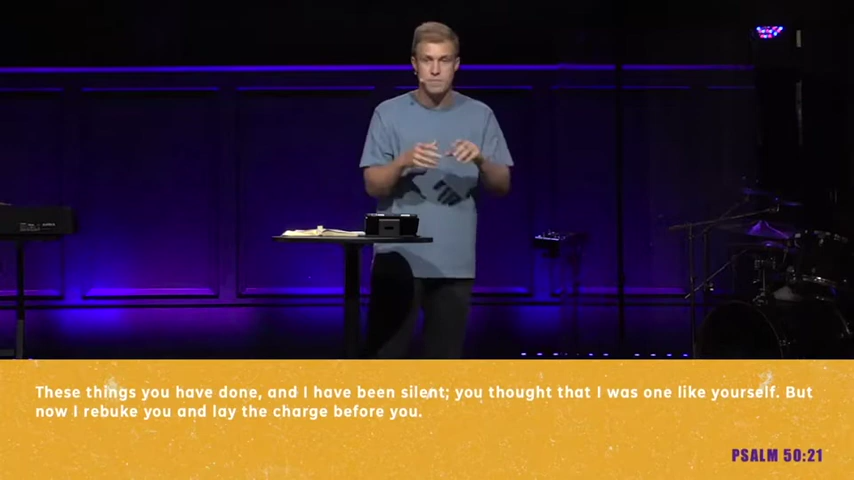 These things you have done, and I have been silent; you thought that I was one like yourself. But
now I rebuke you and lay the charge before you.
PSALM 50:21